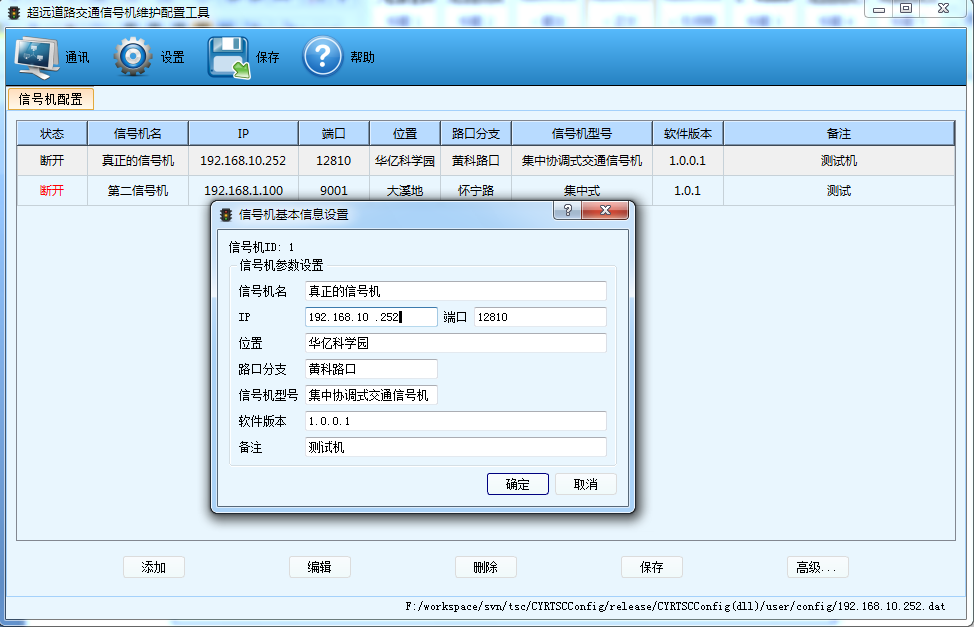 超远道路交通信号机维护配置工具
通讯 设置 保存 ? 帮助
信号机配置
状态 信号机名 IP 端口 位置 路口分支 信号机型号 软件版本 备注
断开 真正的信号机 192.168.10.252 12810 华亿科学园 黄科路口 集中协调式交通信号机 1.0.0.1 测试机
断开 第二信号机 192.168.1.100 9001 大溪地 怀宁路 集中式 1.0.1 测试
信号机基本信息设置
信号机ID: 1
信号机参数设置
信号机名 真正的信号机
IP 192.168.10 .252 端口 12810
位置 华亿科学园
路口分支 黄科路口
信号机型号 集中协调式交通信号机
软件版本 1.0.0.1
备注 测试机
确定 取消
添加 编辑 删除 保存 高级...
F:/workspace/svn/tsc/CYRTSCConfig/release/CYRTSCConfig(dll)/user/config/192.168.10.252.dat